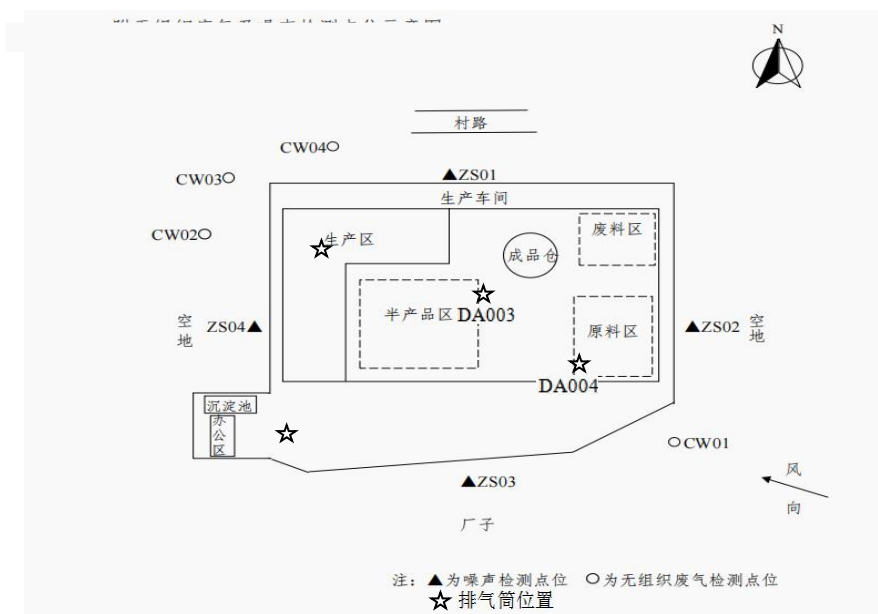 N
村路
CW04
CW03
ZS01
生产车间
CW02
生产区
废料区
成品仓
半产品区
DA003
空地
ZS04
原料区
ZS02
空地
DA004
沉淀池
办公区
CW01
风向
ZS03
厂子
注：▲为噪声检测点位 ○为无组织废气检测点位
☆ 排气筒位置